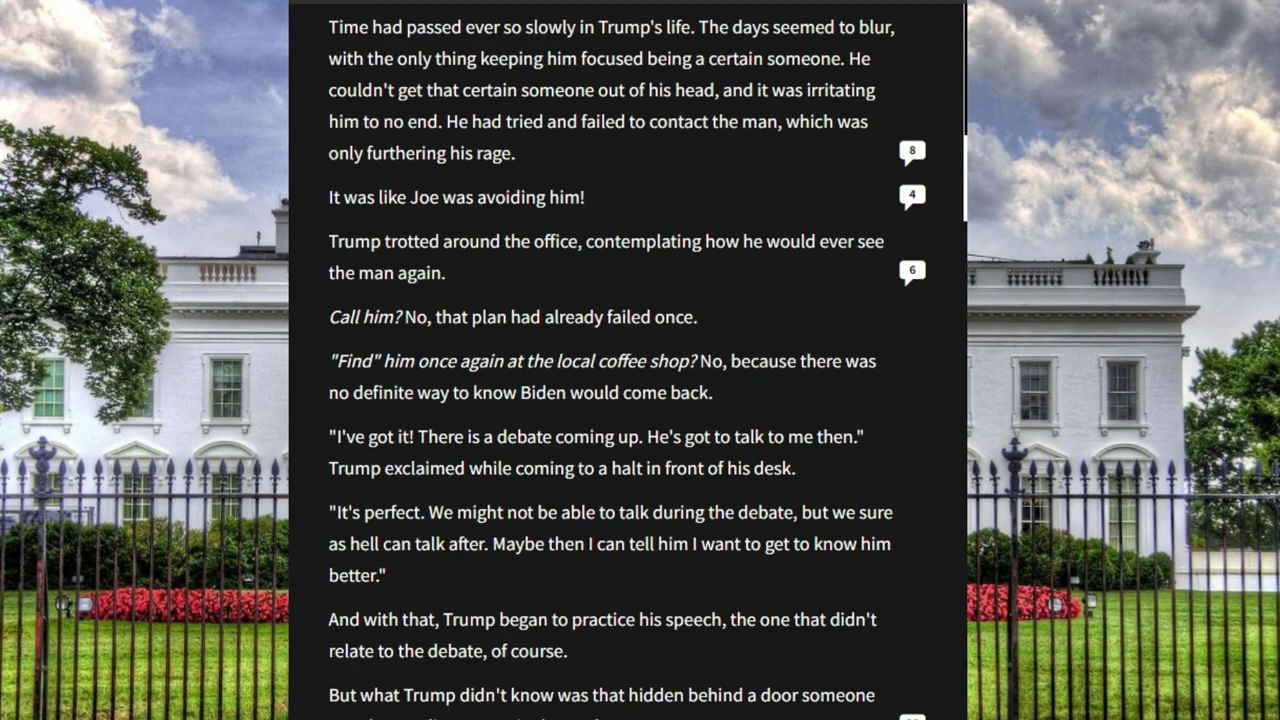 Time had passed ever so slowly in Trump's life. The days seemed to blur,
with the only thing keeping him focused being a certain someone. He
couldn't get that certain someone out of his head, and it was irritating
him to no end. He had tried and failed to contact the man, which was
only furthering his rage.
8
It was like Joe was avoiding him!
4
Trump trotted around the office, contemplating how he would ever see
the man again.
6
Call him? No, that plan had already failed once.
"Find" him once again at the local coffee shop? No, because there was
no definite way to know Biden would come back.
"I've got it! There is a debate coming up. He's got to talk to me then."
Trump exclaimed while coming to a halt in front of his desk.
"It's perfect. We might not be able to talk during the debate, but we sure
as hell can talk after. Maybe then I can tell him I want to get to know him
better."
And with that, Trump began to practice his speech, the one that didn't
relate to the debate, of course.
But what Trump didn't know was that hidden behind a door someone